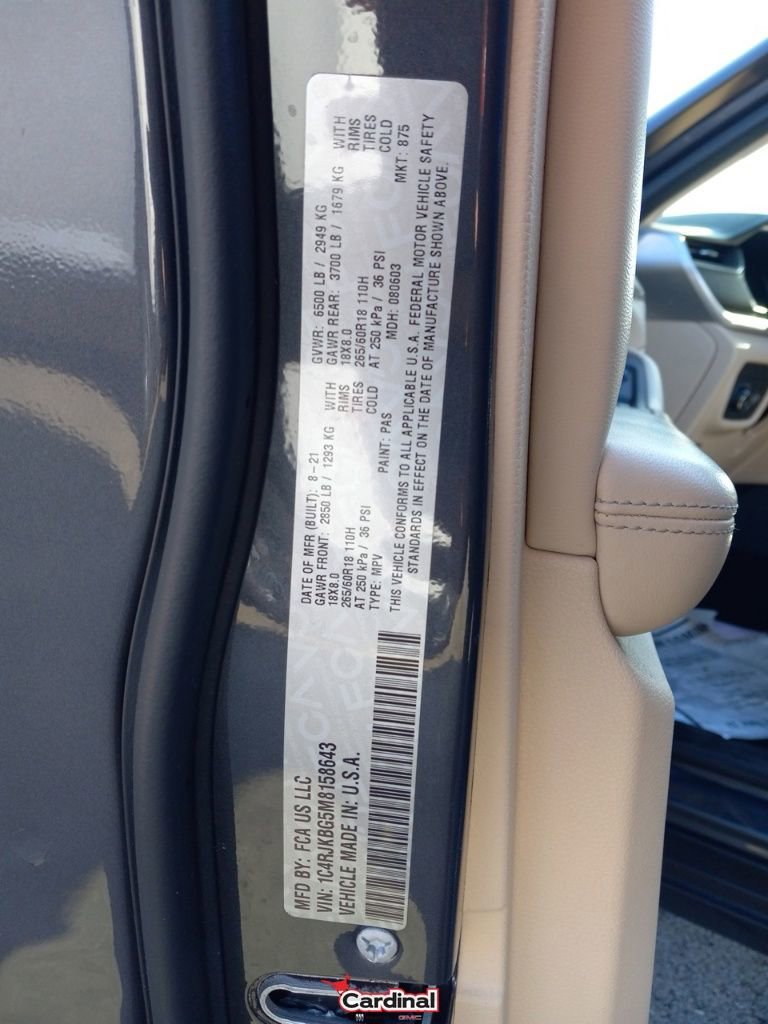 MFD BY: FCA US LLC
VIN: 1C4RJKBG5M8158643
VEHICLE MADE IN: U.S.A.
DATE OF MFR (BUILT): 8-21 GVWR: 6500 LB / 2949 KG
GAWR FRONT: 2850 LB / 1293 KG WITH GAWR REAR: 3700 LB / 1679 KG WITH
18X8.0 RIMS 18X8.0 RIMS
265/60R18 110H TIRES 265/60R18 110H TIRES
AT 250 kPa / 36 PSI COLD AT 250 kPa / 36 PSI COLD
TYPE: MPV PAINT: PAS MDH: 080603 MKT: 875
THIS VEHICLE CONFORMS TO ALL APPLICABLE U.S.A. FEDERAL MOTOR VEHICLE SAFETY
STANDARDS IN EFFECT ON THE DATE OF MANUFACTURE SHOWN ABOVE.
Cardinal
GMC